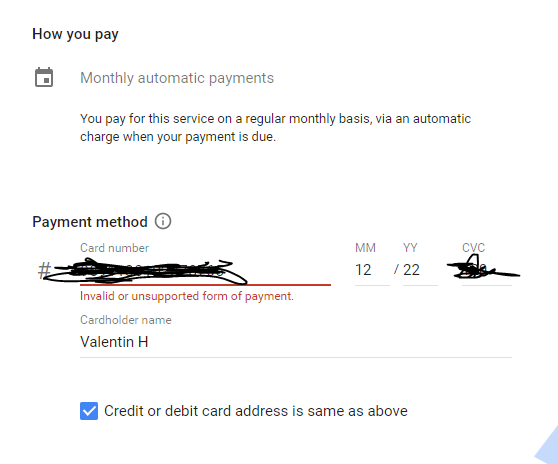 How you pay
Monthly automatic payments
You pay for this service on a regular monthly basis, via an automatic
charge when your payment is due.
Payment method
Card number MM YY CVC
# 12 / 22
Invalid or unsupported form of payment.
Cardholder name
Valentin H
Credit or debit card address is same as above